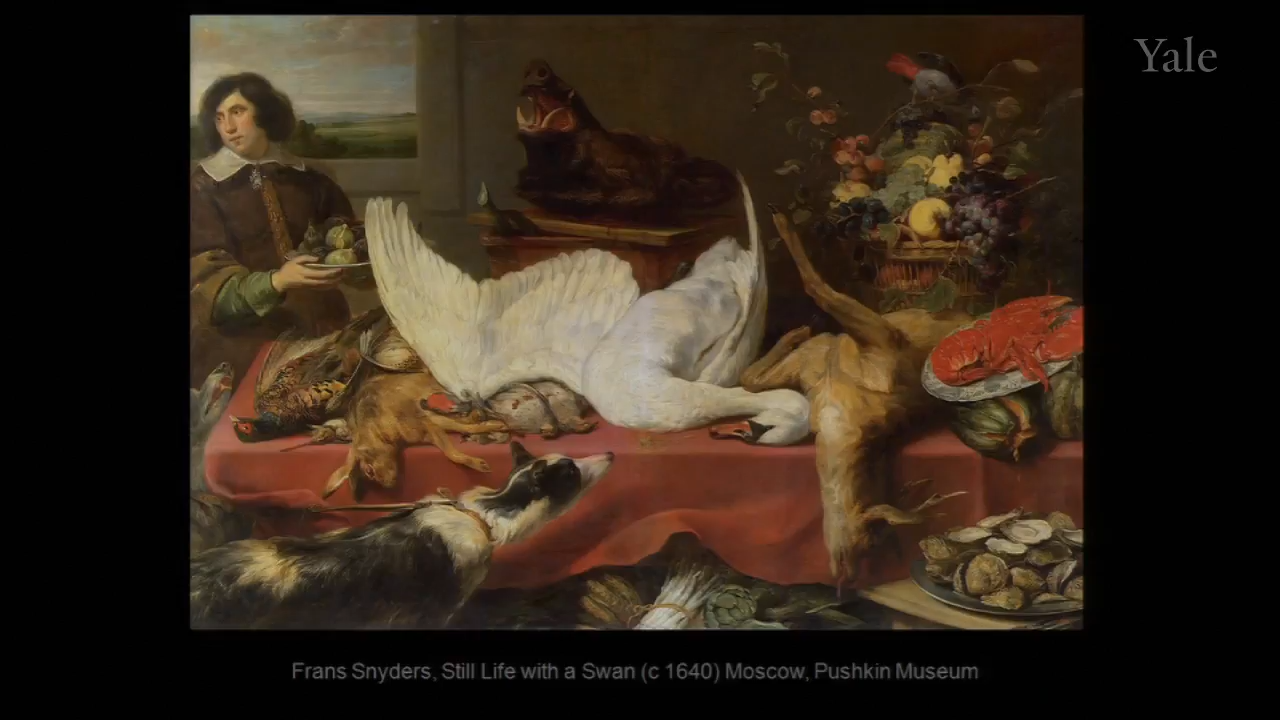 Yale
Frans Snyders, Still Life with a Swan (c 1640) Moscow, Pushkin Museum